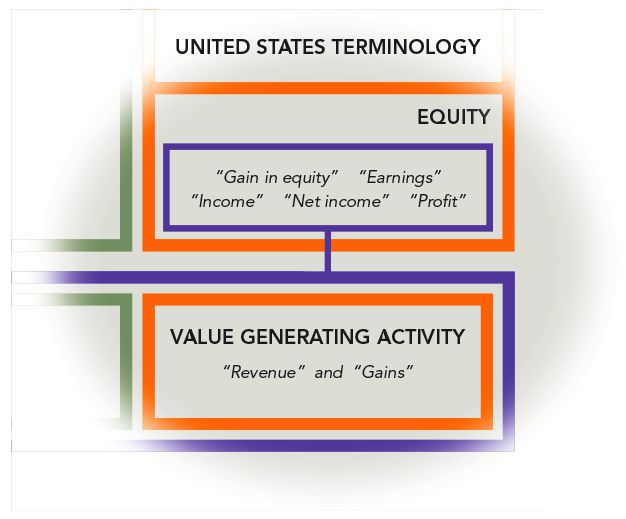 UNITED STATES TERMINOLOGY
EQUITY
“Gain in equity” “Earnings”
“Income” “Net income” “Profit”
VALUE GENERATING ACTIVITY
“Revenue” and “Gains”